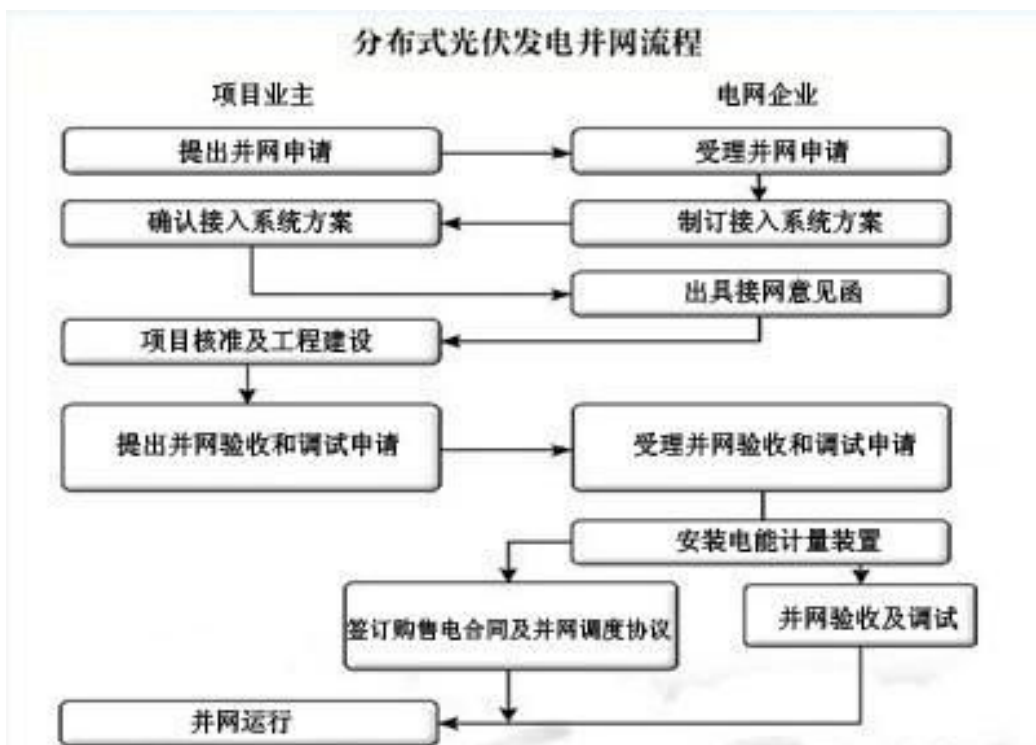 分布式光伏发电并网流程
项目业主
电网企业
提出并网申请
受理并网申请
确认接入系统方案
制订接入系统方案
出具接网意见函
项目核准及工程建设
提出并网验收和调试申请
受理并网验收和调试申请
安装电能计量装置
签订购售电合同及并网调度协议
并网验收及调试
并网运行